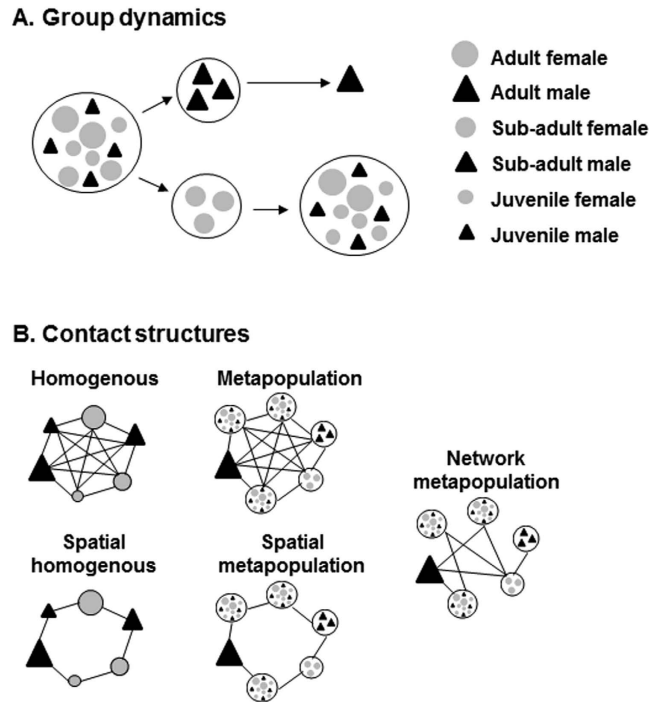 A. Group dynamics
Adult female
Adult male
Sub-adult female
Sub-adult male
Juvenile female
Juvenile male
B. Contact structures
Homogenous
Metapopulation
Network
metapopulation
Spatial
homogenous
Spatial
metapopulation